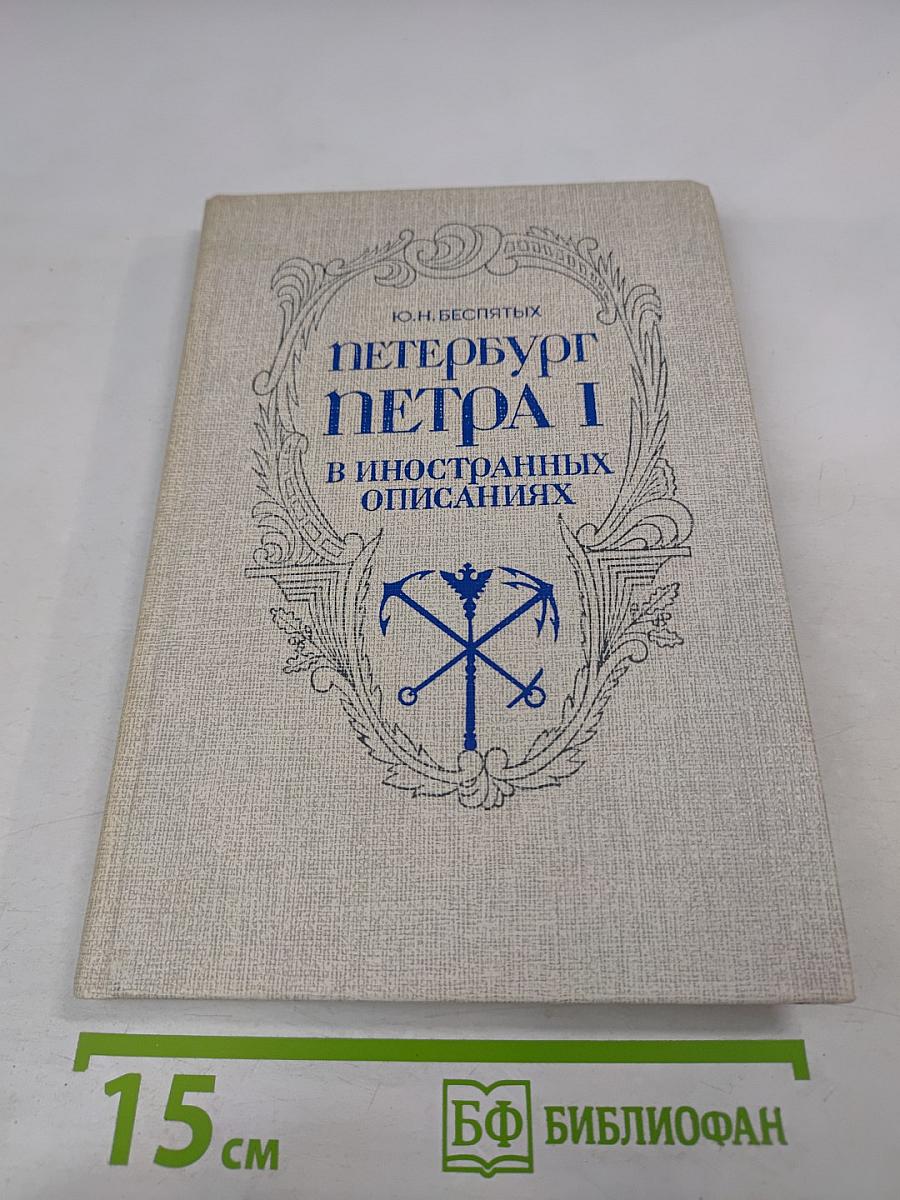 Ю.Н. БЕСПЯТЫХ
ПЕТЕРБУРГ
ПЕТРА I
В ИНОСТРАННЫХ
ОПИСАНИЯХ
15 см
БФ БИБЛИОФАН